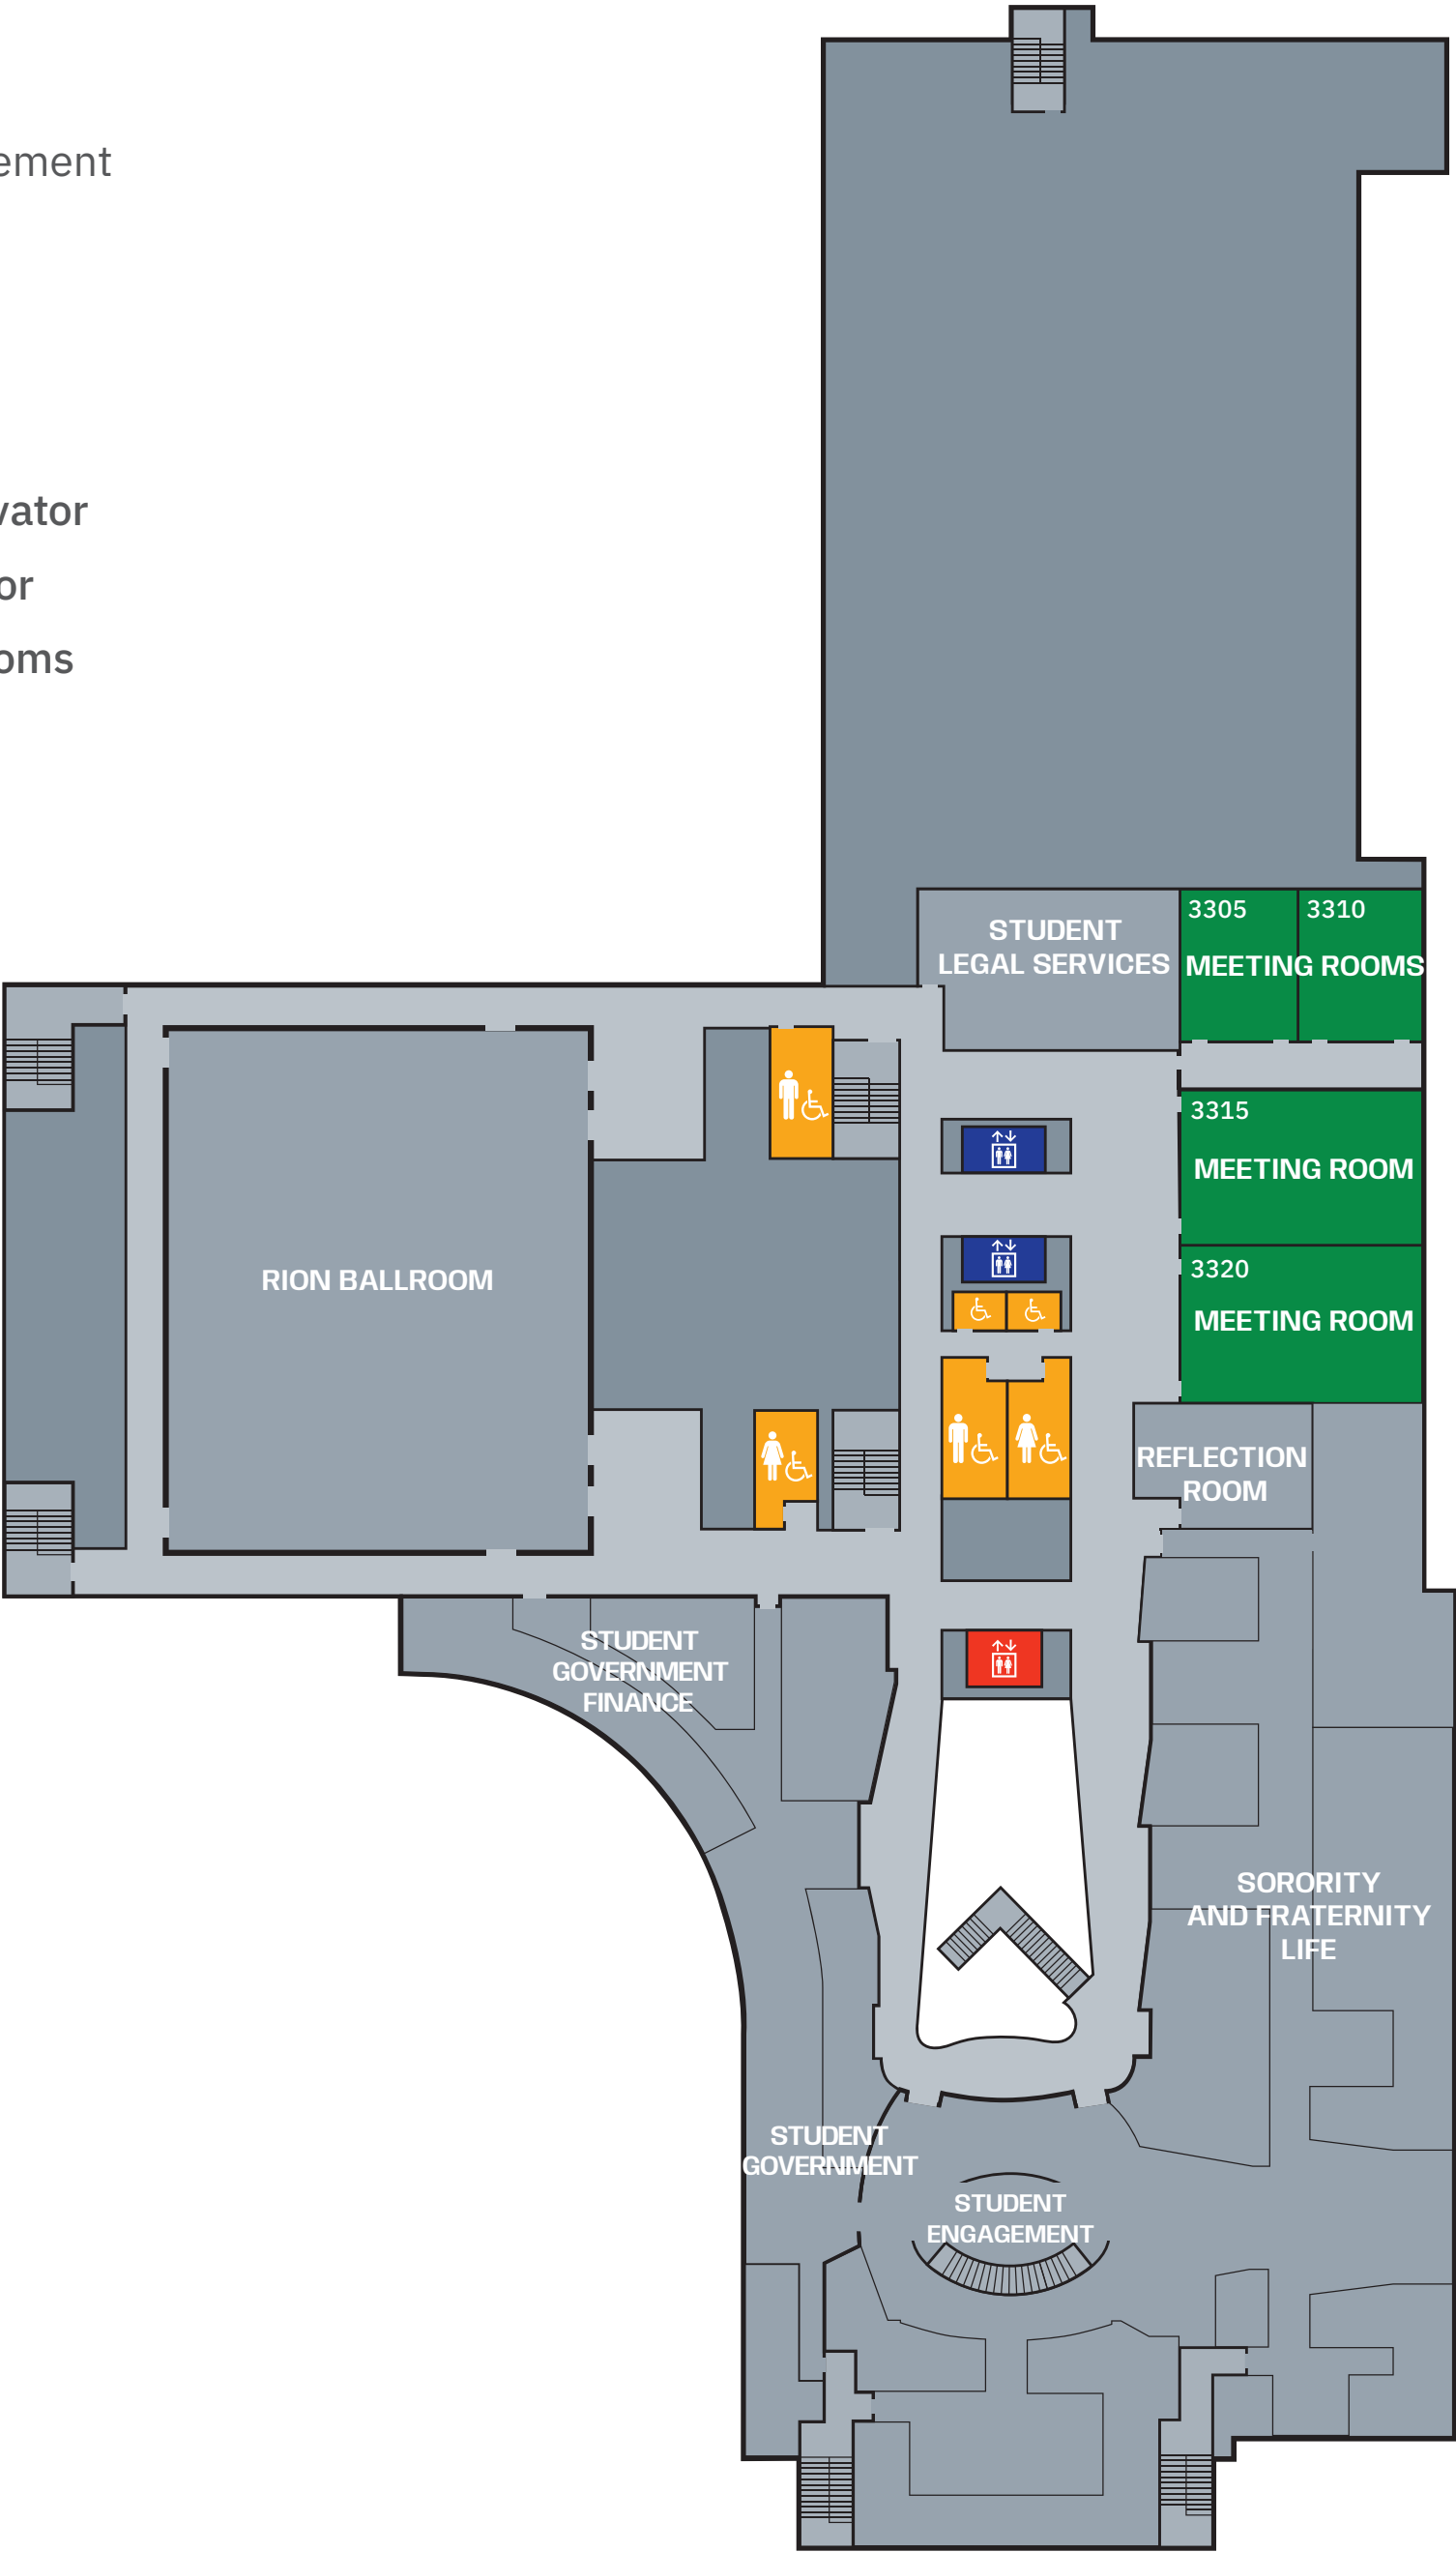 ement
vator
or
oms
STUDENT
LEGAL SERVICES
3305
3310
MEETING ROOMS
3315
MEETING ROOM
3320
MEETING ROOM
RION BALLROOM
REFLECTION
ROOM
STUDENT
GOVERNMENT
FINANCE
SORORITY
AND FRATERNITY
LIFE
STUDENT
GOVERNMENT
STUDENT
ENGAGEMENT